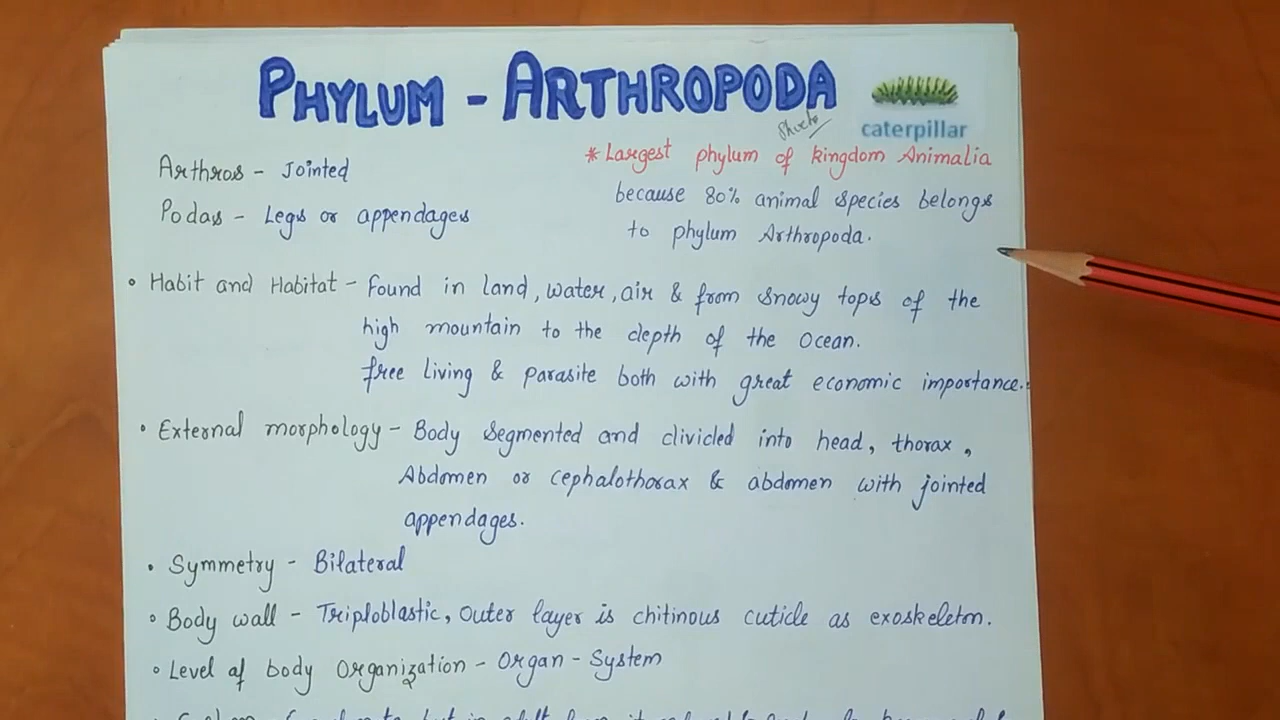 PHYLUM - ARTHROPODA
caterpillar
Arthros - Jointed
Podas - Legs or appendages
* Largest phylum of kingdom Animalia
because 80% animal species belongs
to phylum Arthropoda.
• Habit and Habitat - Found in land, water, air & from snowy tops of the
high mountain to the depth of the Ocean.
free living & parasite both with great economic importance.
• External morphology - Body segmented and divided into head, thorax,
Abdomen or cephalothorax & abdomen with jointed
appendages.
• Symmetry - Bilateral
• Body wall - Triploblastic, Outer layer is chitinous cuticle as exoskeleton.
• Level of body Organization - Organ - System